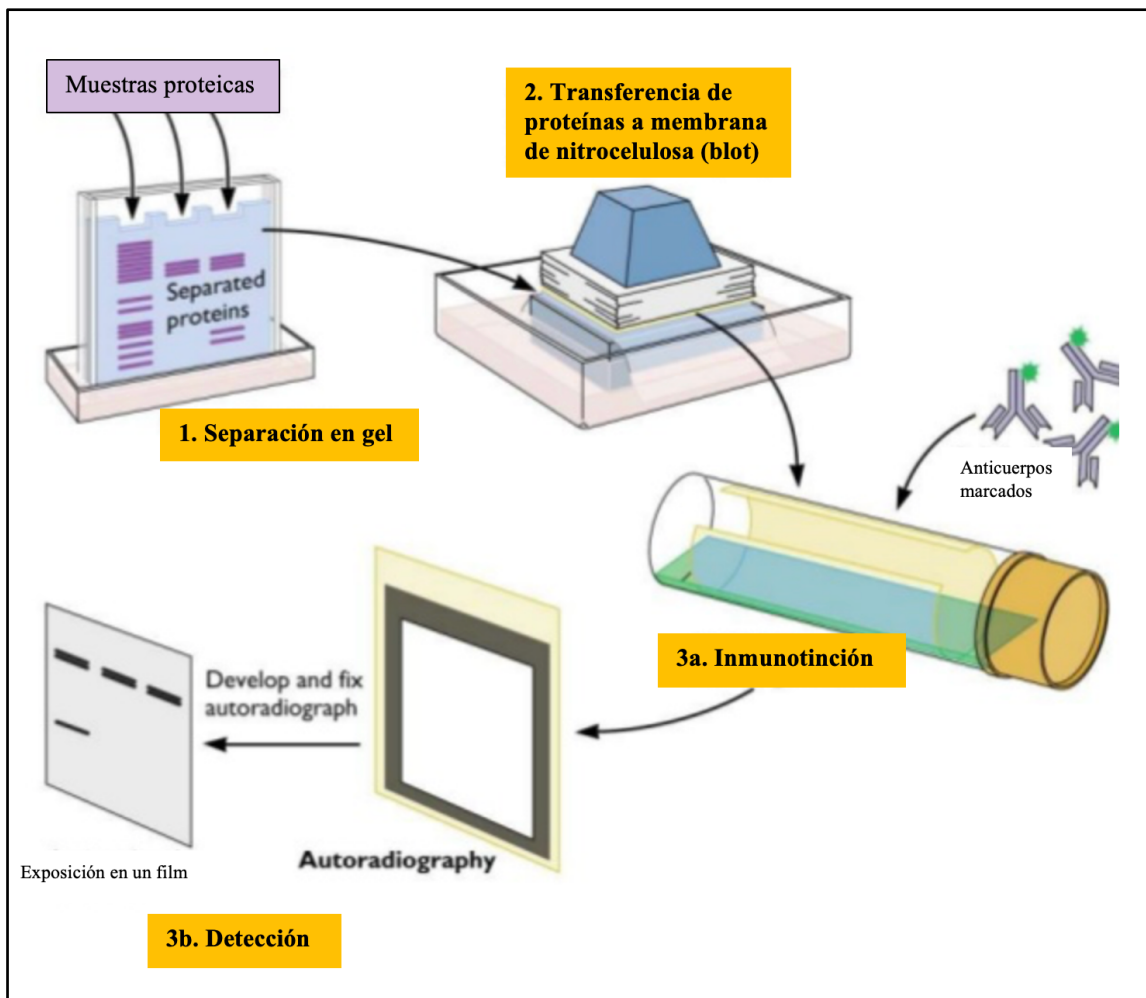 Muestras proteicas
2. Transferencia de
proteínas a membrana
de nitrocelulosa (blot)
Separated
proteins
1. Separación en gel
Anticuerpos
marcados
3a. Inmunotinción
Develop and fix
autoradiograph
Autoradiography
Exposición en un film
3b. Detección